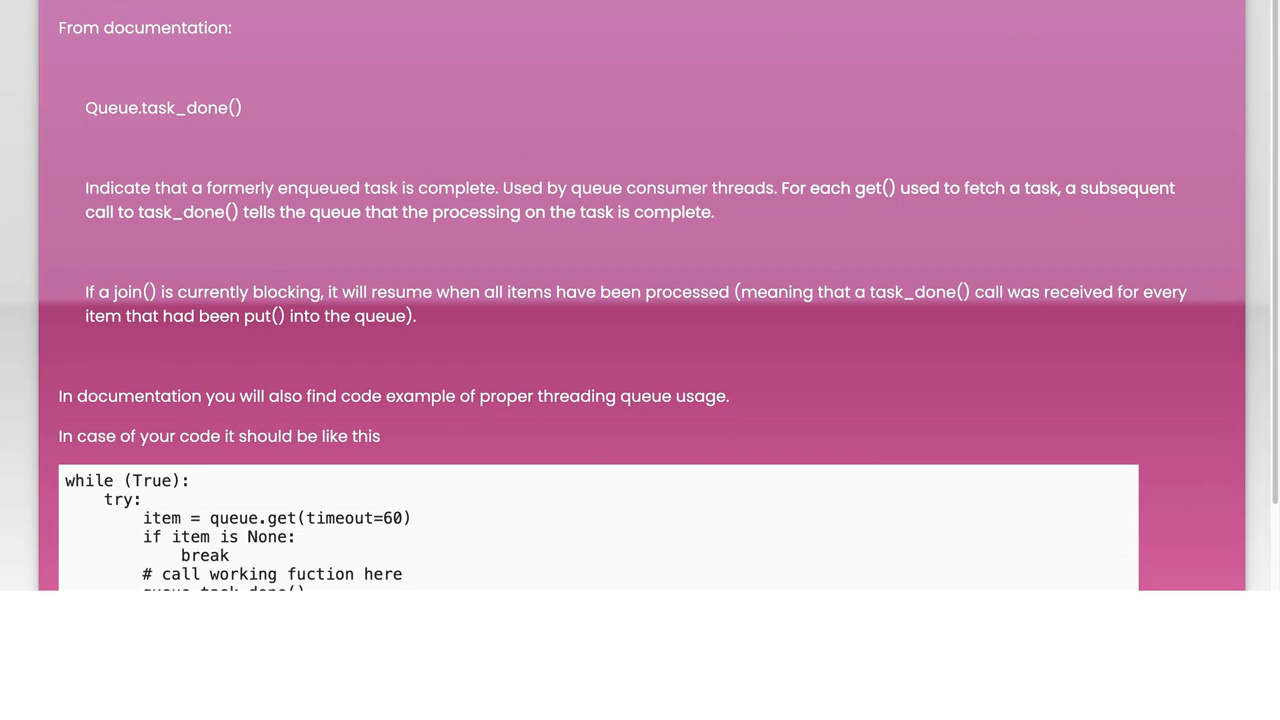 From documentation:
Queue.task_done()
Indicate that a formerly enqueued task is complete. Used by queue consumer threads. For each get() used to fetch a task, a subsequent
call to task_done() tells the queue that the processing on the task is complete.
If a join() is currently blocking, it will resume when all items have been processed (meaning that a task_done() call was received for every
item that had been put() into the queue).
In documentation you will also find code example of proper threading queue usage.
In case of your code it should be like this
while (True):
    try:
        item = queue.get(timeout=60)
        if item is None:
            break
        # call working fuction here
        queue.task_done()